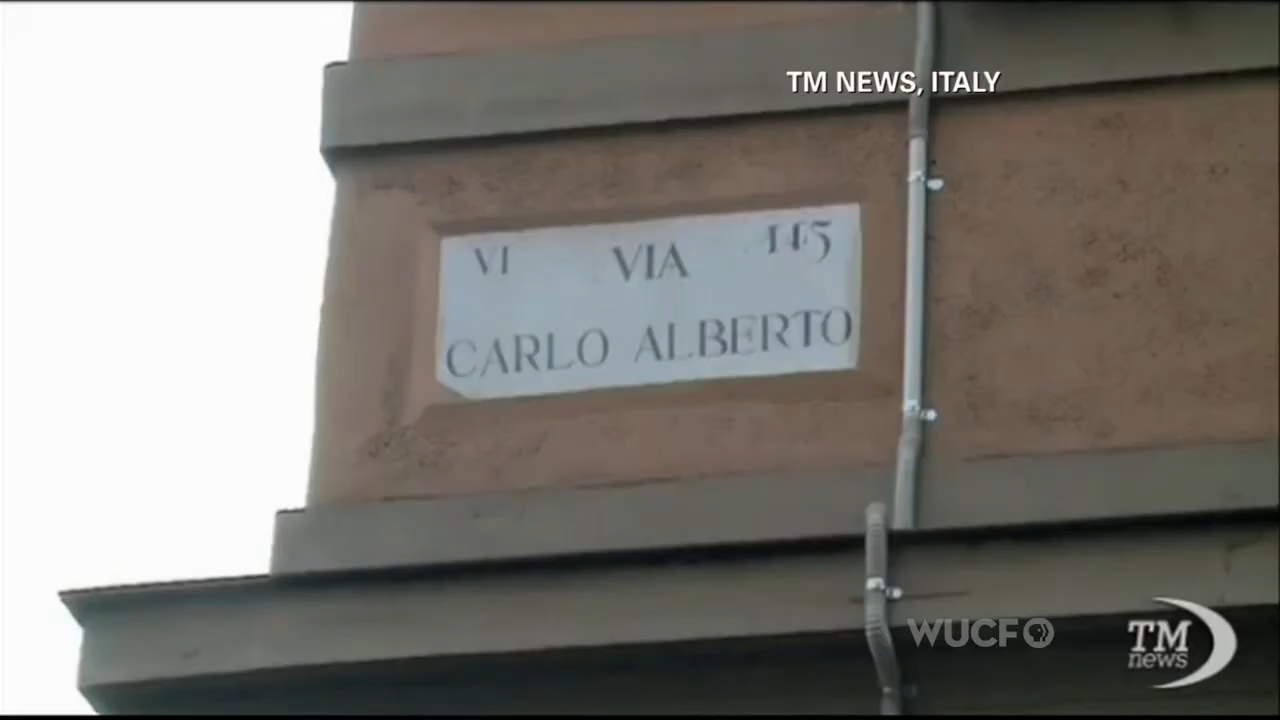 TM NEWS, ITALY
VI VIA 145
CARLO ALBERTO
WUCF
TM
news